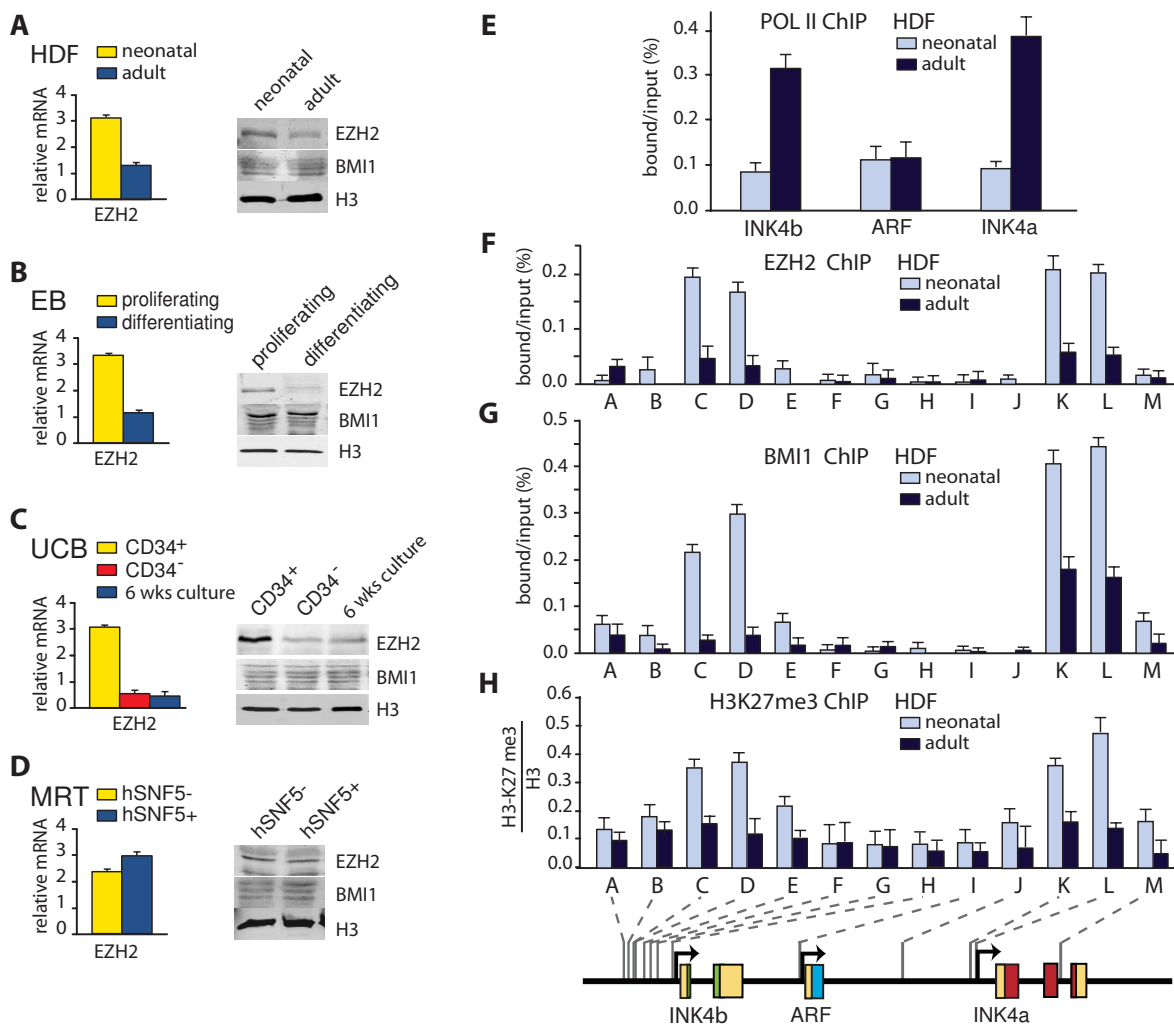 A
HDF
neonatal
adult
relative mRNA
4
3
2
1
0
EZH2
neonatal
adult
EZH2
BMI1
H3
B
EB
proliferating
differentiating
relative mRNA
4
3
2
1
0
EZH2
proliferating
differentiating
EZH2
BMI1
H3
C
UCB
CD34+
CD34-
6 wks culture
relative mRNA
4
3
2
1
0
EZH2
CD34+
CD34-
6 wks culture
EZH2
BMI1
H3
D
MRT
hSNF5-
hSNF5+
relative mRNA
4
3
2
1
0
EZH2
hSNF5-
hSNF5+
EZH2
BMI1
H3
E
POL II ChIP
HDF
neonatal
adult
bound/input (%)
0.4
0.3
0.2
0.1
0.0
INK4b ARF INK4a
F
EZH2 ChIP
HDF
neonatal
adult
bound/input (%)
0.2
0.1
0.0
A B C D E F G H I J K L M
G
BMI1 ChIP
HDF
neonatal
adult
bound/input (%)
0.5
0.4
0.3
0.2
0.1
0.0
A B C D E F G H I J K L M
H
H3K27me3 ChIP
HDF
neonatal
adult
H3-K27 me3
H3
0.6
0.5
0.4
0.3
0.2
0.1
0.0
A B C D E F G H I J K L M
INK4b ARF INK4a